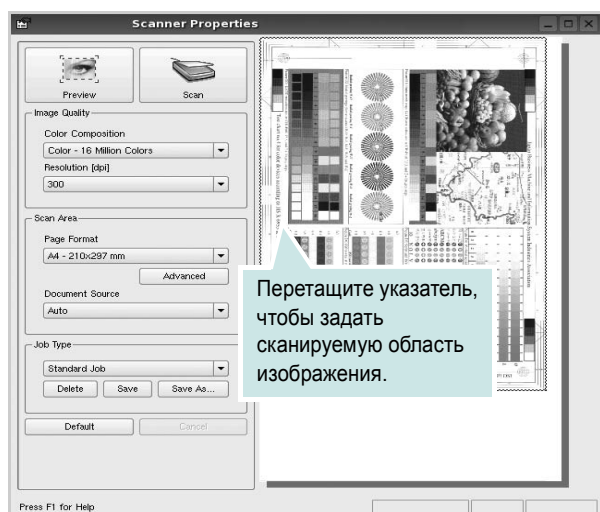 Scanner Properties
Preview
Scan
Image Quality
Color Composition
Color - 16 Million Colors
Resolution [dpi]
300
Scan Area
Page Format
A4 - 210x297 mm
Advanced
Document Source
Auto
Job Type
Standard Job
Delete
Save
Save As...
Default
Cancel
Перетащите указатель,
чтобы задать
сканируемую область
изображения.
Press F1 for Help